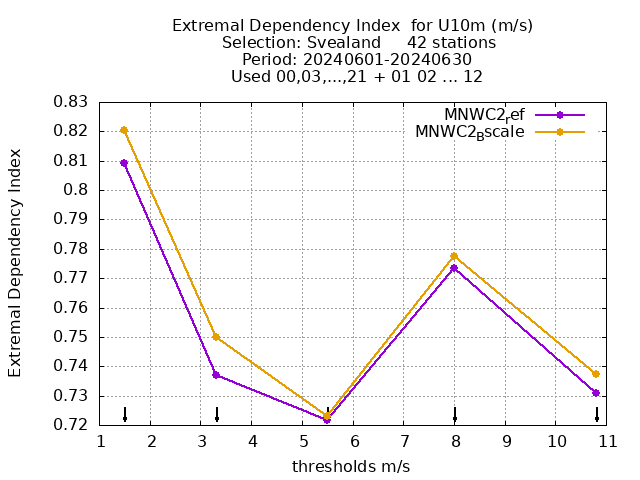 Extremal Dependency Index  for U10m (m/s)
Selection: Svealand     42 stations
Period: 20240601-20240630
Used 00,03,...,21 + 01 02 ... 12
MNWC2_ref
MNWC2_Bscale
Extremal Dependency Index
0.83
0.82
0.81
0.8
0.79
0.78
0.77
0.76
0.75
0.74
0.73
0.72
1 2 3 4 5 6 7 8 9 10 11
thresholds m/s